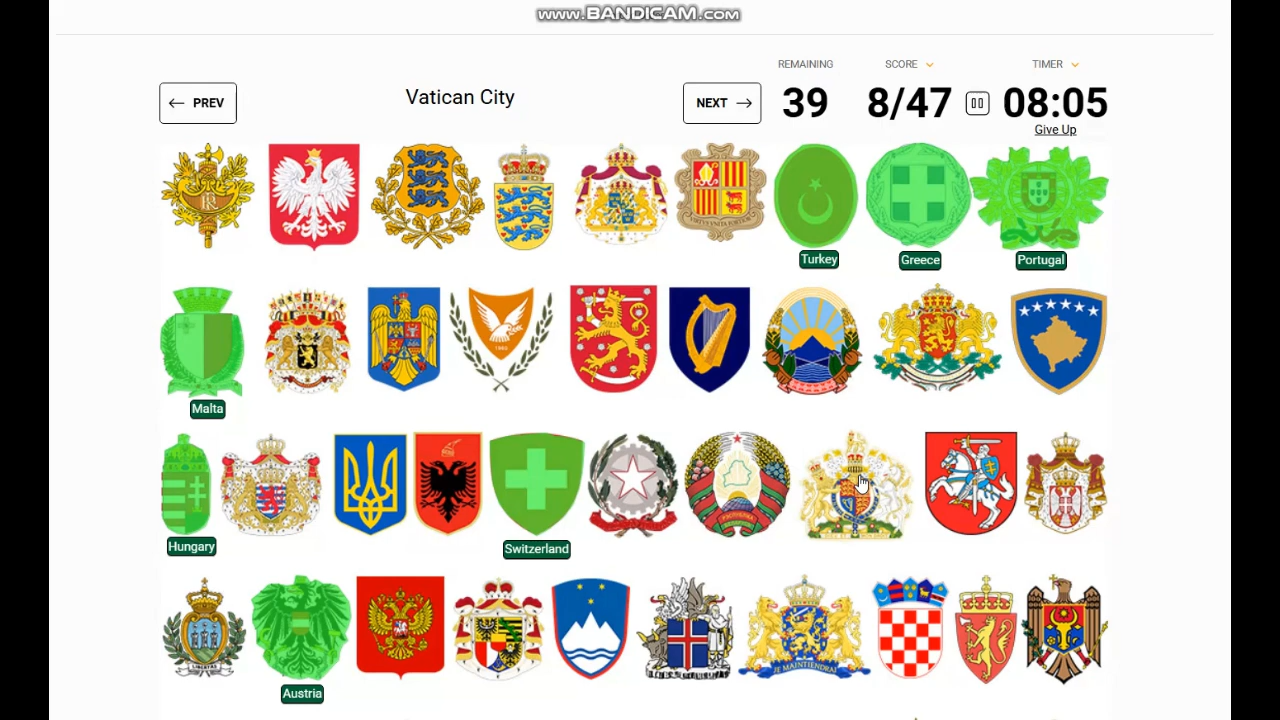 www.BANDICAM.com
REMAINING
SCORE
TIMER
← PREV
Vatican City
NEXT →
39
8/47
08:05
Give Up
Turkey
Greece
Portugal
Malta
Hungary
Switzerland
LIBERTAS
JE MAINTIENDRAI
Austria